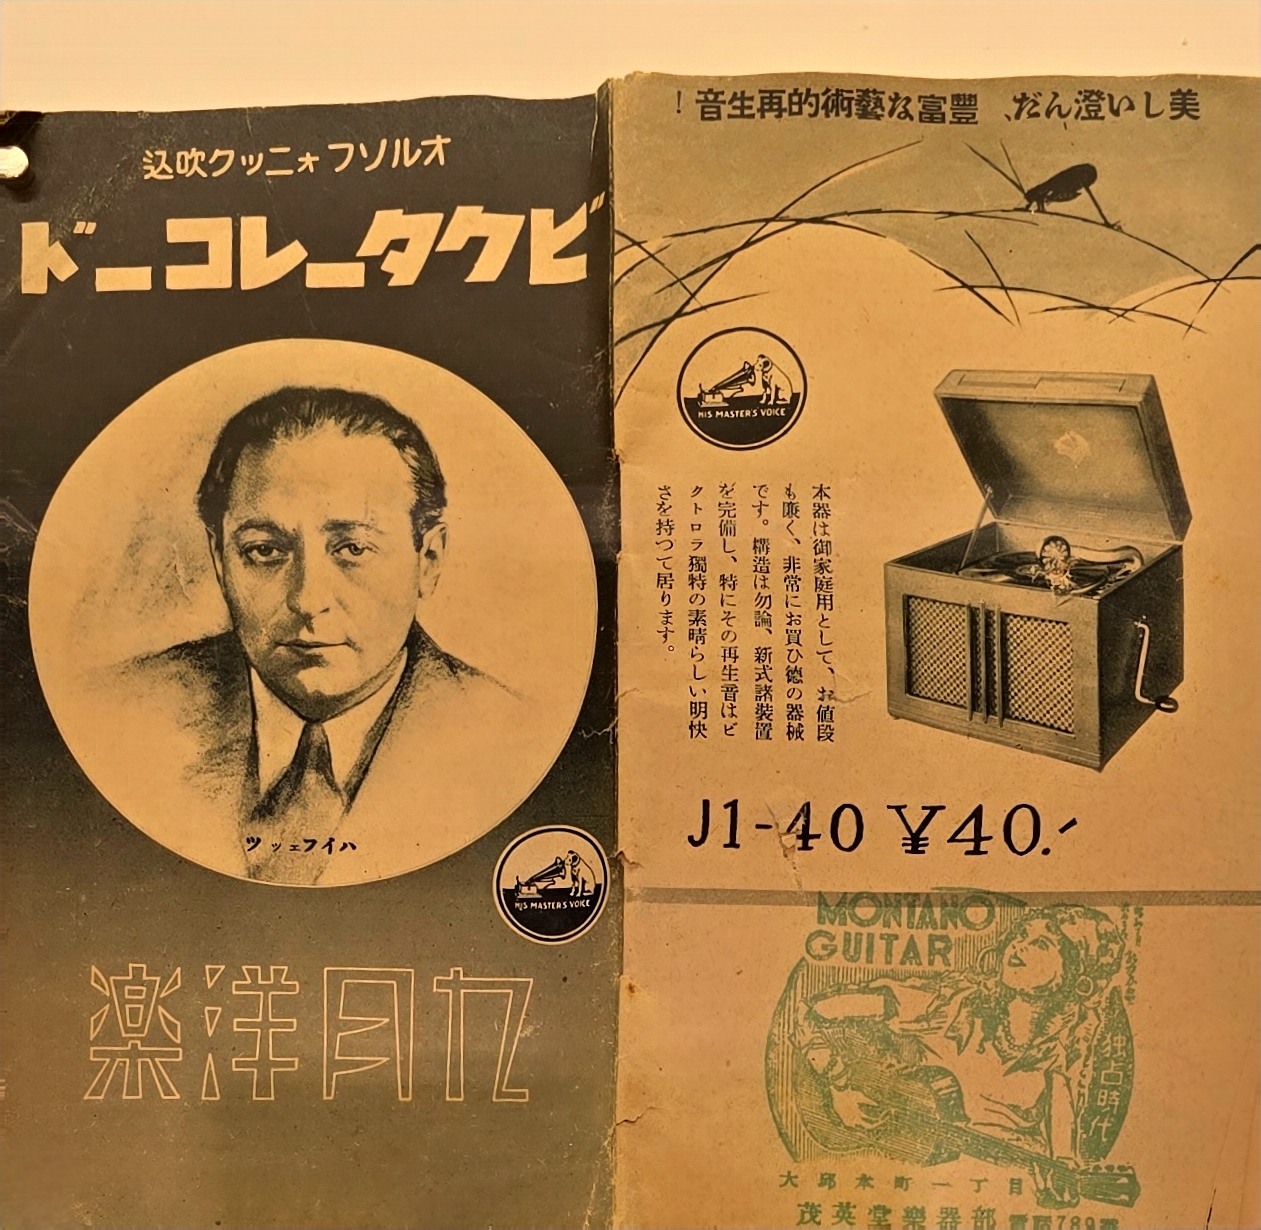 オルソフォニック吹込
ビクターレコード
ハイフェッツ
HIS MASTER'S VOICE
九月洋楽
美しい澄んだ、豐富な藝術的再生音!
HIS MASTER'S VOICE
本器は御家庭用として、お値段
も廉く、非常にお買ひ徳の器械
です。構造は勿論、新式諸裝置
を完備し、特にその再生音はビ
クトロラ獨特の素晴らしい明快
さを持つて居ります。
J1-40 ¥40.-
MONTANO
GUITAR
独占時代
大邱本町一丁目
茂英堂樂器部 電話789